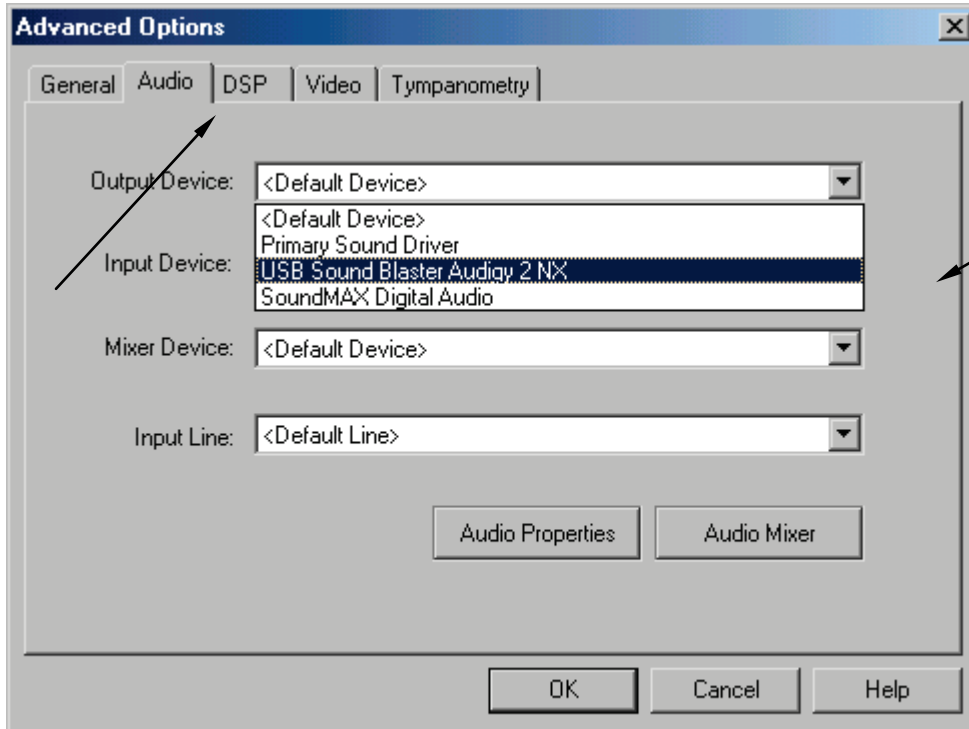 Advanced Options
General Audio DSP Video Tympanometry
Output Device: <Default Device>
<Default Device>
Primary Sound Driver
Input Device: USB Sound Blaster Audigy 2 NX
SoundMAX Digital Audio
Mixer Device: <Default Device>
Input Line: <Default Line>
Audio Properties Audio Mixer
OK Cancel Help